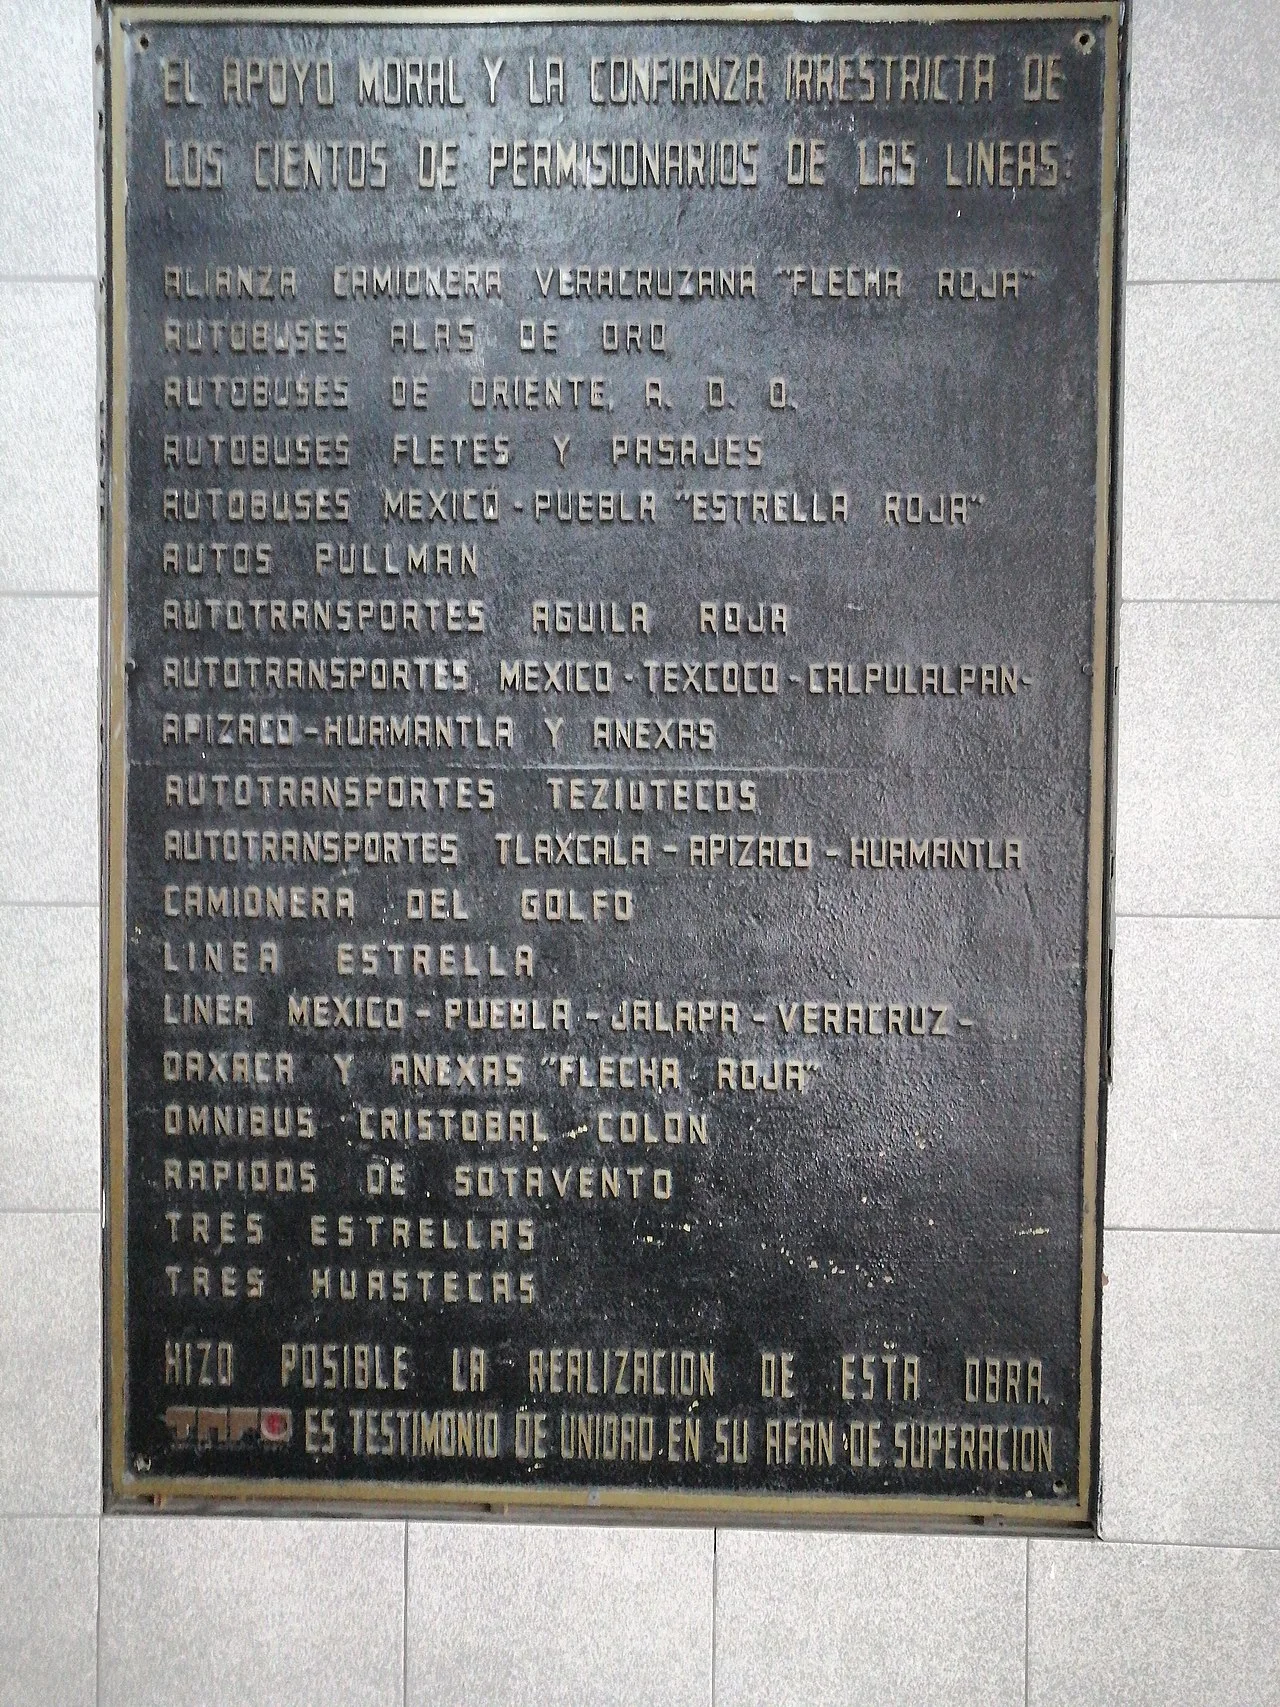 EL APOYO MORAL Y LA CONFIANZA IRRESTRICTA DE
LOS CIENTOS DE PERMISIONARIOS DE LAS LINEAS:
ALIANZA CAMIONERA VERACRUZANA "FLECHA ROJA"
AUTOBUSES ALAS DE ORO
AUTOBUSES DE ORIENTE, A. D. O.
AUTOBUSES FLETES Y PASAJES
AUTOBUSES MEXICO-PUEBLA "ESTRELLA ROJA"
AUTOS PULLMAN
AUTOTRANSPORTES AGUILA ROJA
AUTOTRANSPORTES MEXICO-TEXCOCO-CALPULALPAN-
APIZACO-HUAMANTLA Y ANEXAS
AUTOTRANSPORTES TEZIUTECOS
AUTOTRANSPORTES TLAXCALA-APIZACO-HUAMANTLA
CAMIONERA DEL GOLFO
LINEA ESTRELLA
LINEA MEXICO-PUEBLA-JALAPA-VERACRUZ-
OAXACA Y ANEXAS "FLECHA ROJA"
OMNIBUS CRISTOBAL COLON
RAPIDOS DE SOTAVENTO
TRES ESTRELLAS
TRES HUASTECAS
HIZO POSIBLE LA REALIZACION DE ESTA OBRA.
TAPO ES TESTIMONIO DE UNIDAD EN SU AFAN DE SUPERACION